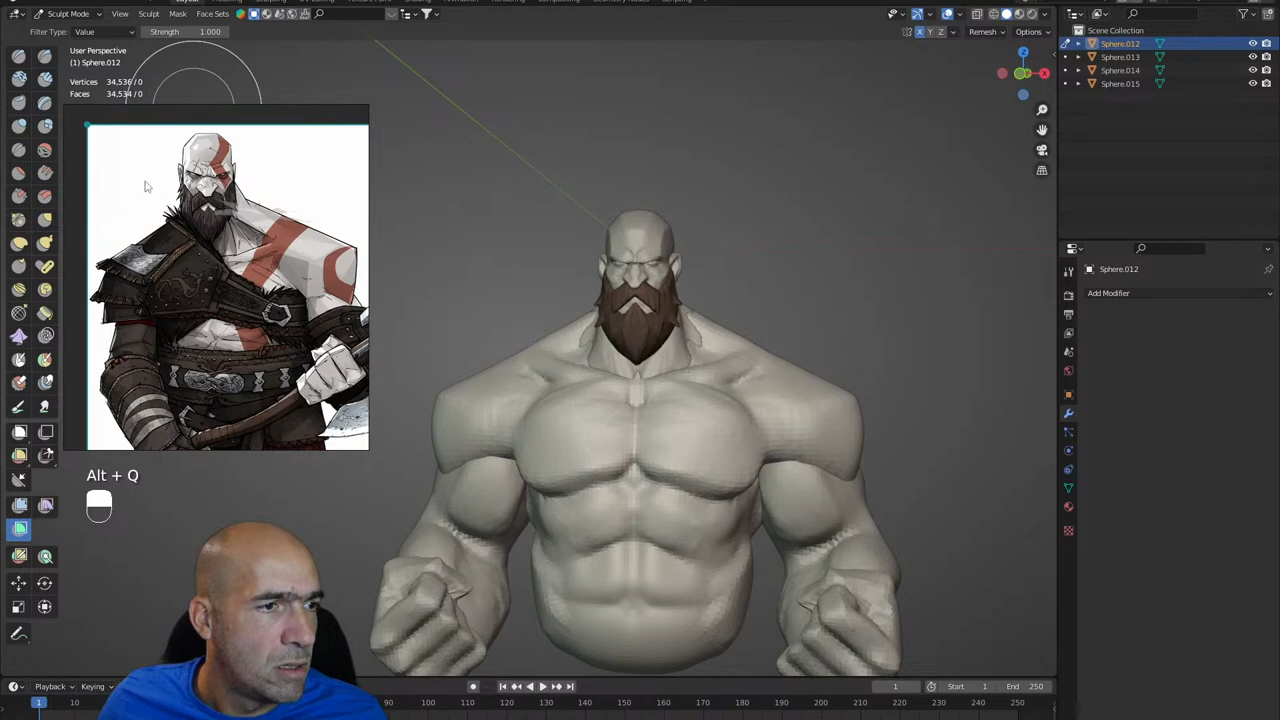 Sculpt Mode View Sculpt Mask Face Sets
Filter Type: Value Strength 1.000 X Y Z Remesh Options
User Perspective
(1) Sphere.012
Vertices 34,536 / 0
Faces 34,534 / 0
Z
X
Alt + Q
Scene Collection
Sphere.012
Sphere.013
Sphere.014
Sphere.015
Sphere.012
Add Modifier
Playback Keying 1 Start 1 End 250
1 10 80 90 100 110 120 130 140 150 160 170 180 190 200 210 220 230 240 250